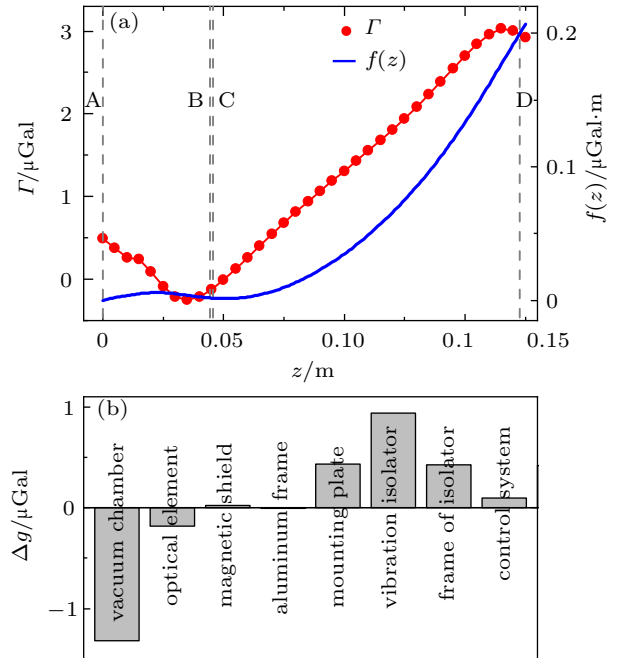 (a)
Γ
f(z)
A
B
C
D
3
2
1
0
Γ/μGal
0.2
0.1
0
f(z)/μGal·m
0
0.05
0.10
0.1
0.15
z/m
(b)
1
0
−1
Δg/μGal
vacuum chamber
optical element
magnetic shield
aluminum frame
mounting plate
vibration isolator
frame of isolator
control system